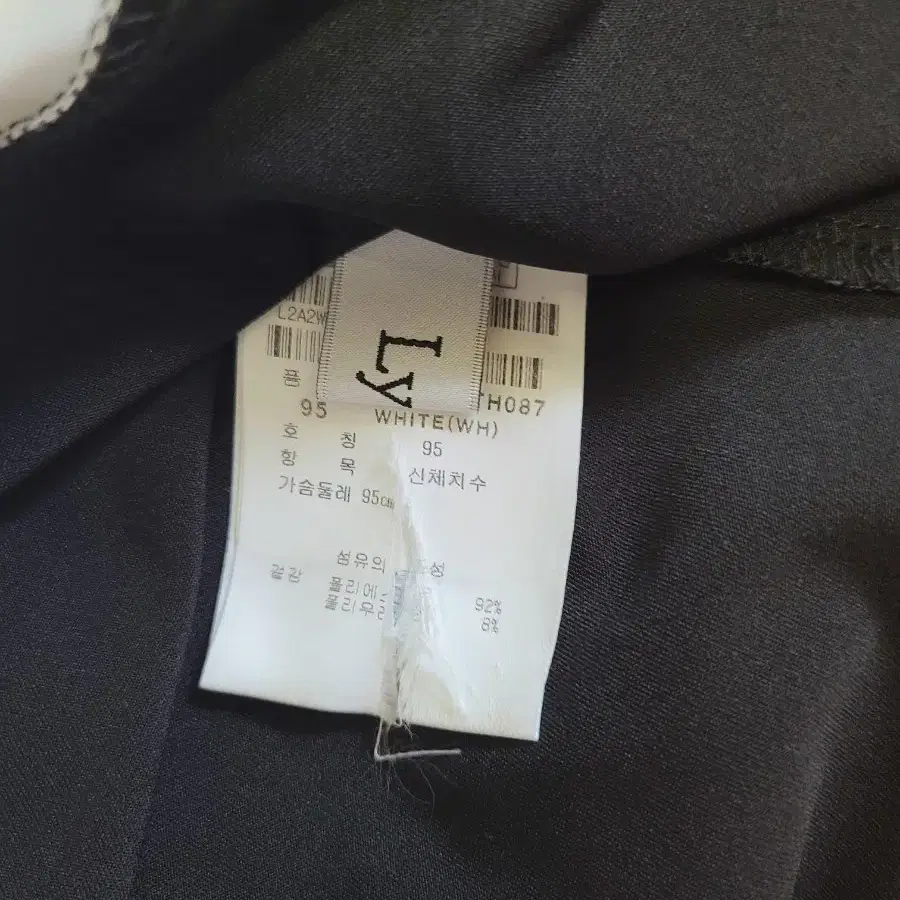 L2A2W
Ly
품
TH087
95
WHITE(WH)
호 칭 95
항 목 신체치수
가슴둘레 95cm
섬유의 성
겉감 폴리에 92%
폴리우 8%